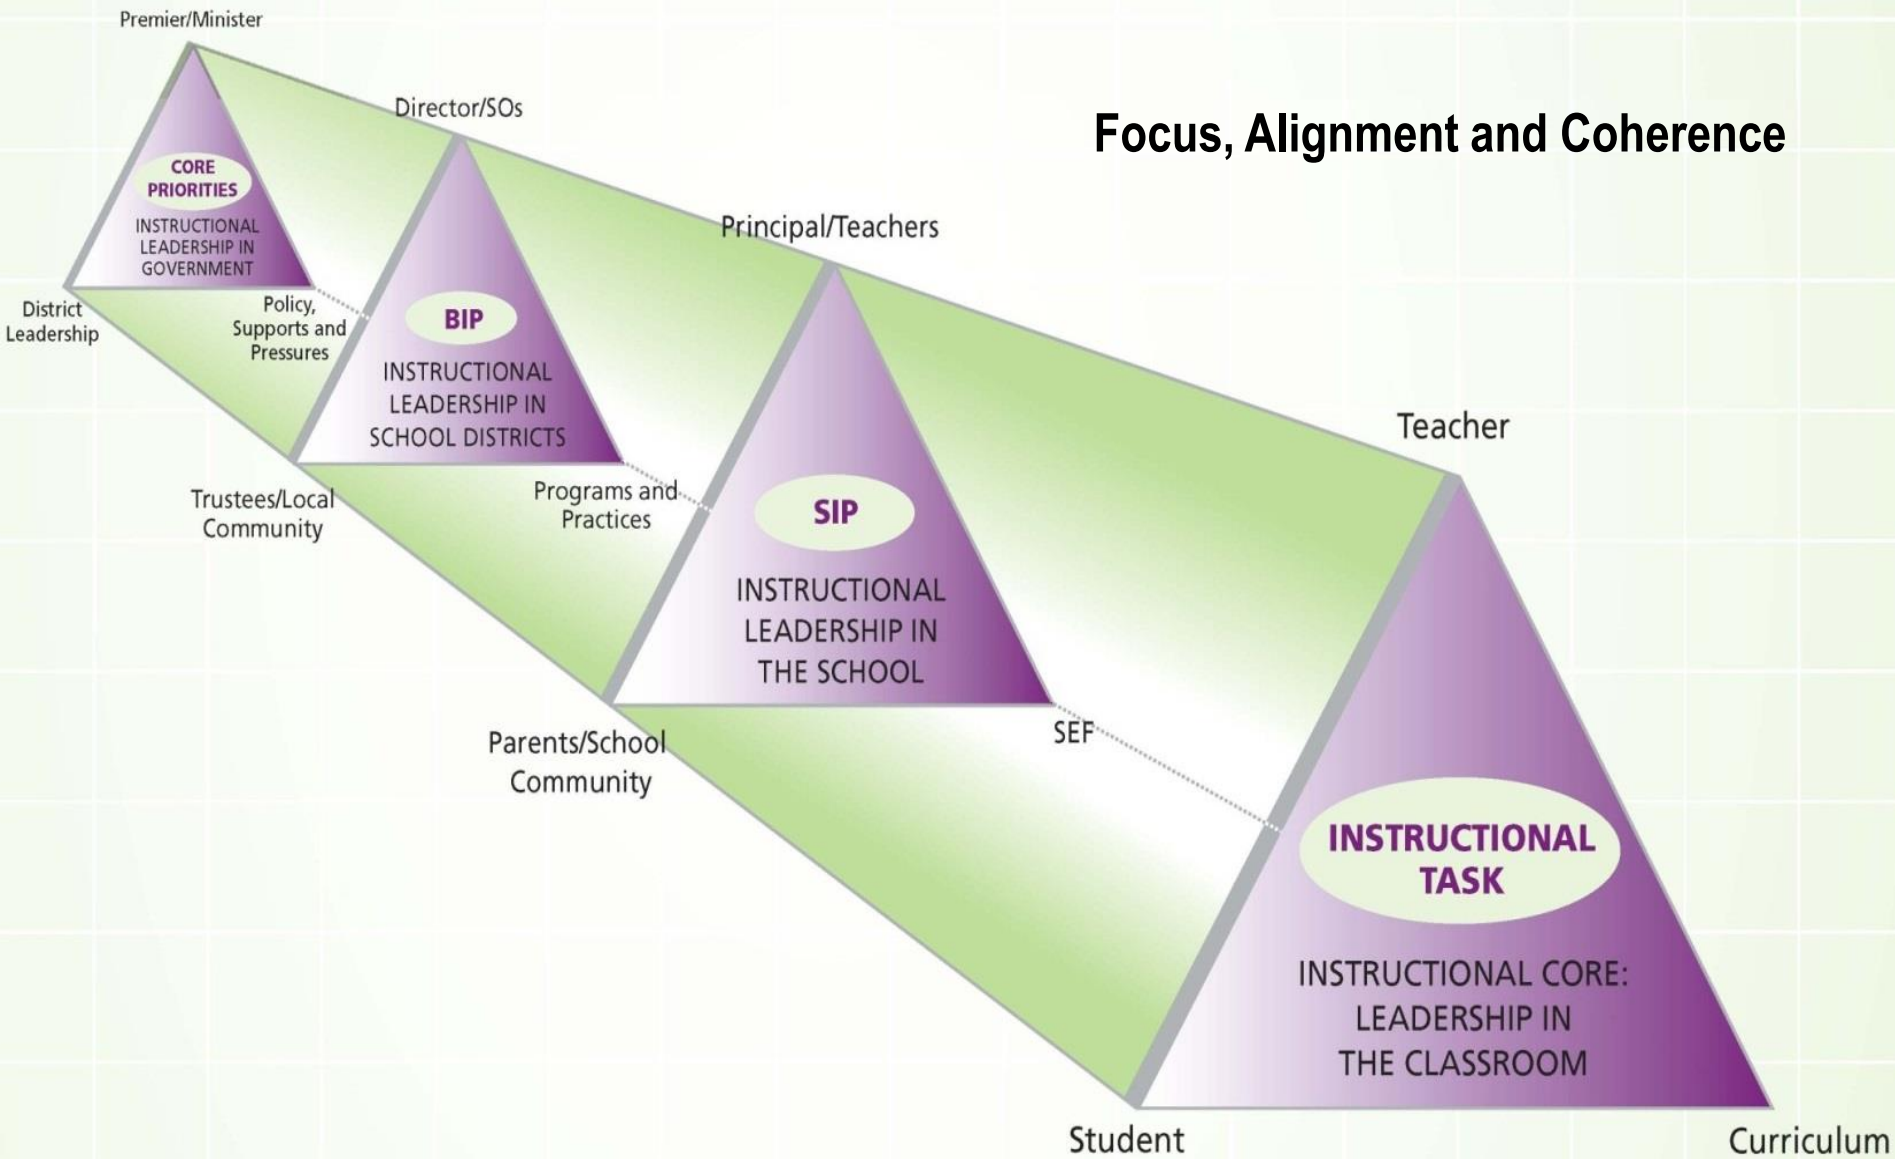 Focus, Alignment and Coherence
Premier/Minister
CORE
PRIORITIES
INSTRUCTIONAL
LEADERSHIP IN
GOVERNMENT
District
Leadership
Policy,
Supports and
Pressures
Director/SOs
BIP
INSTRUCTIONAL
LEADERSHIP IN
SCHOOL DISTRICTS
Trustees/Local
Community
Programs and
Practices
Principal/Teachers
SIP
INSTRUCTIONAL
LEADERSHIP IN
THE SCHOOL
Parents/School
Community
SEF
Teacher
INSTRUCTIONAL
TASK
INSTRUCTIONAL CORE:
LEADERSHIP IN
THE CLASSROOM
Student
Curriculum